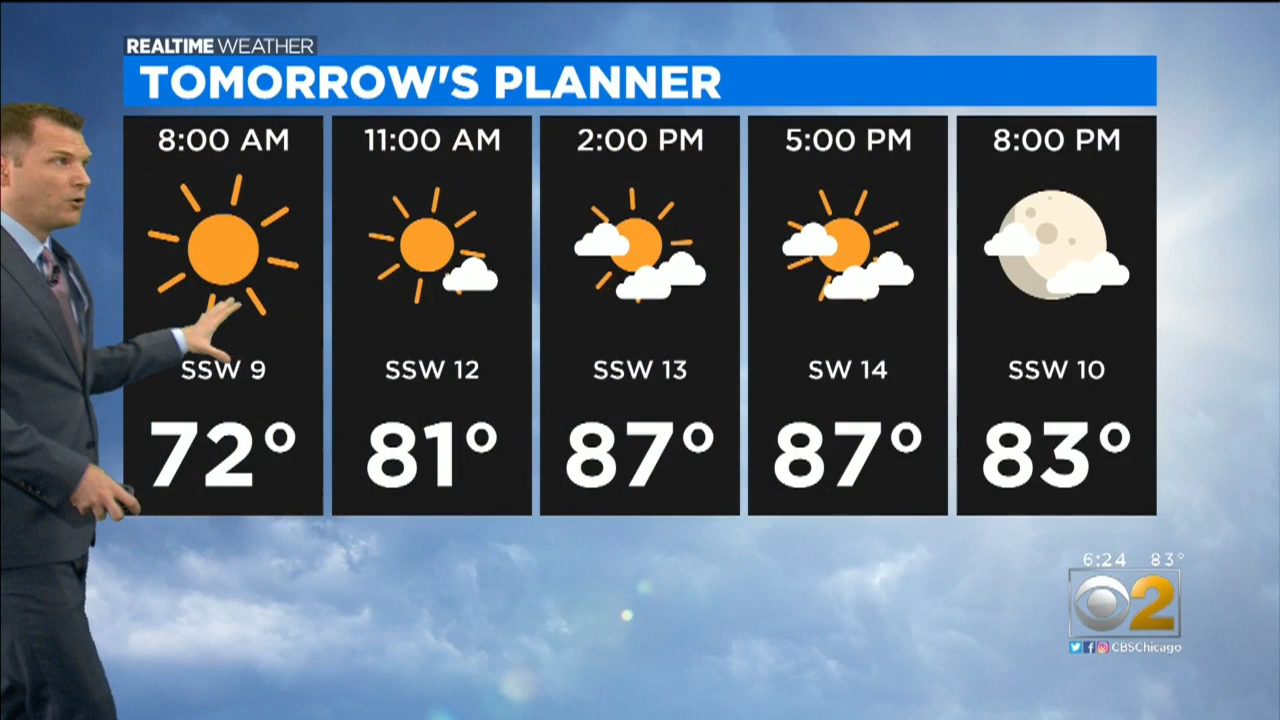 REALTIME WEATHER
TOMORROW'S PLANNER
8:00 AM
SSW 9
72°
11:00 AM
SSW 12
81°
2:00 PM
SSW 13
87°
5:00 PM
SW 14
87°
8:00 PM
SSW 10
83°
6:24 83°
2
CBSChicago